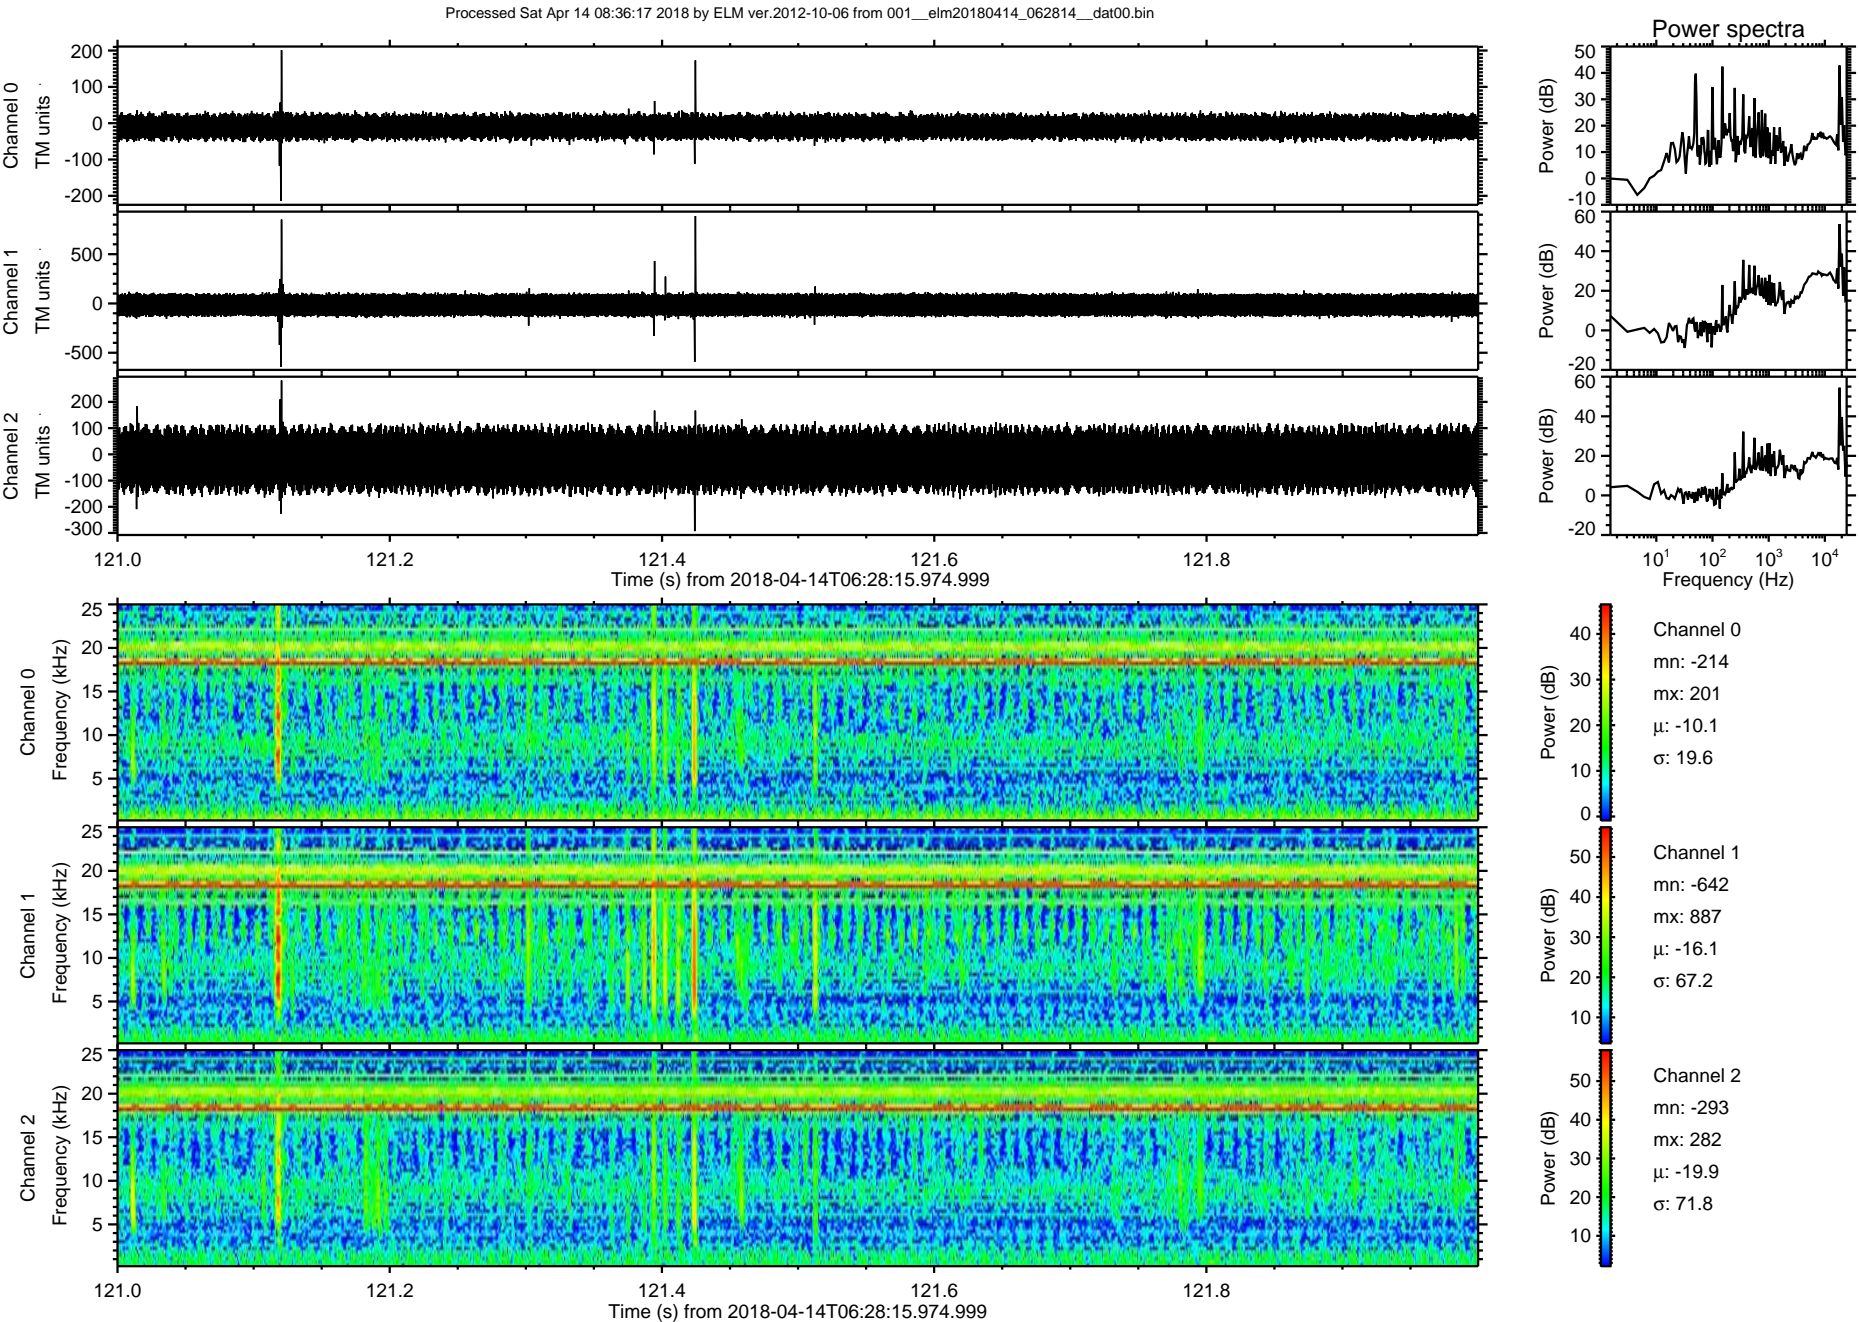 Processed Sat Apr 14 08:36:17 2018 by ELM ver.2012-10-06 from 001__elm20180414_062814__dat00.bin
Power spectra
Channel 0
TM units
200
100
0
-100
-200
Power (dB)
50
40
30
20
10
0
-10
Channel 1
TM units
500
0
-500
Power (dB)
60
40
20
0
-20
Channel 2
TM units
200
100
0
-100
-200
-300
Power (dB)
60
40
20
0
-20
121.0 121.2 121.4 121.6 121.8
Time (s) from 2018-04-14T06:28:15.974.999
10¹ 10² 10³ 10⁴
Frequency (Hz)
Channel 0
Frequency (kHz)
25
20
15
10
5
Power (dB)
40
30
20
10
0
Channel 0
mn: -214
mx: 201
µ: -10.1
σ: 19.6
Channel 1
Frequency (kHz)
25
20
15
10
5
Power (dB)
50
40
30
20
10
Channel 1
mn: -642
mx: 887
µ: -16.1
σ: 67.2
Channel 2
Frequency (kHz)
25
20
15
10
5
Power (dB)
50
40
30
20
10
Channel 2
mn: -293
mx: 282
µ: -19.9
σ: 71.8
121.0 121.2 121.4 121.6 121.8
Time (s) from 2018-04-14T06:28:15.974.999